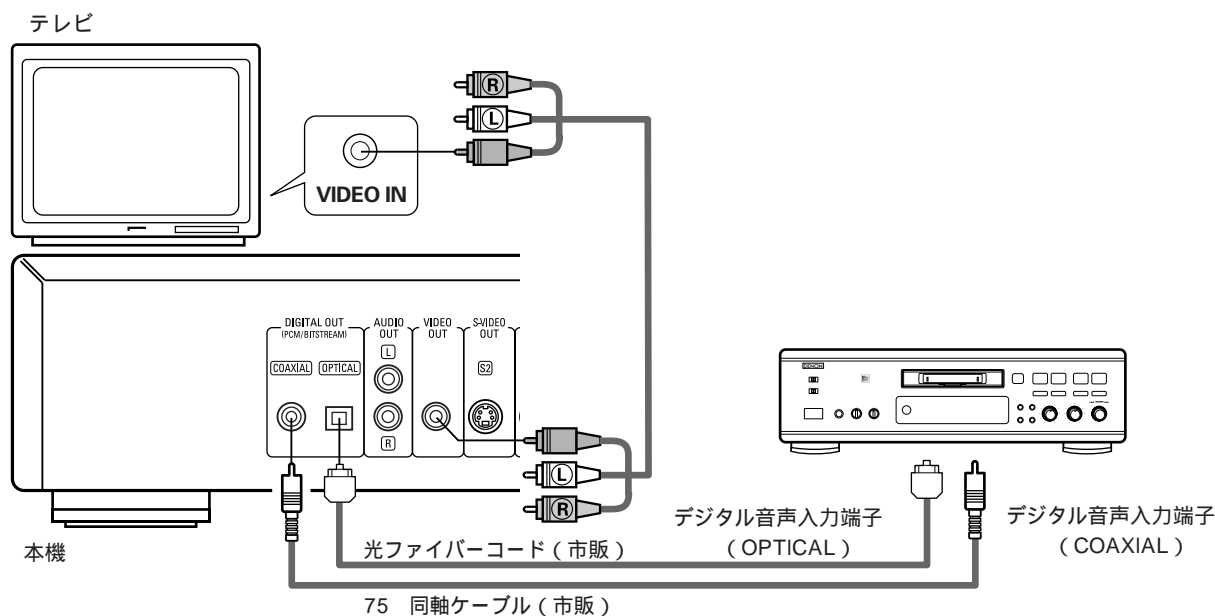 テレビ
R
L
VIDEO IN
DIGITAL OUT
(PCM/BITSTREAM)
AUDIO
OUT
VIDEO
OUT
S-VIDEO
OUT
COAXIAL
OPTICAL
L
S2
R
DENON
L
R
本機
光ファイバーコード（市販）
75 同軸ケーブル（市販）
デジタル音声入力端子
（OPTICAL）
デジタル音声入力端子
（COAXIAL）